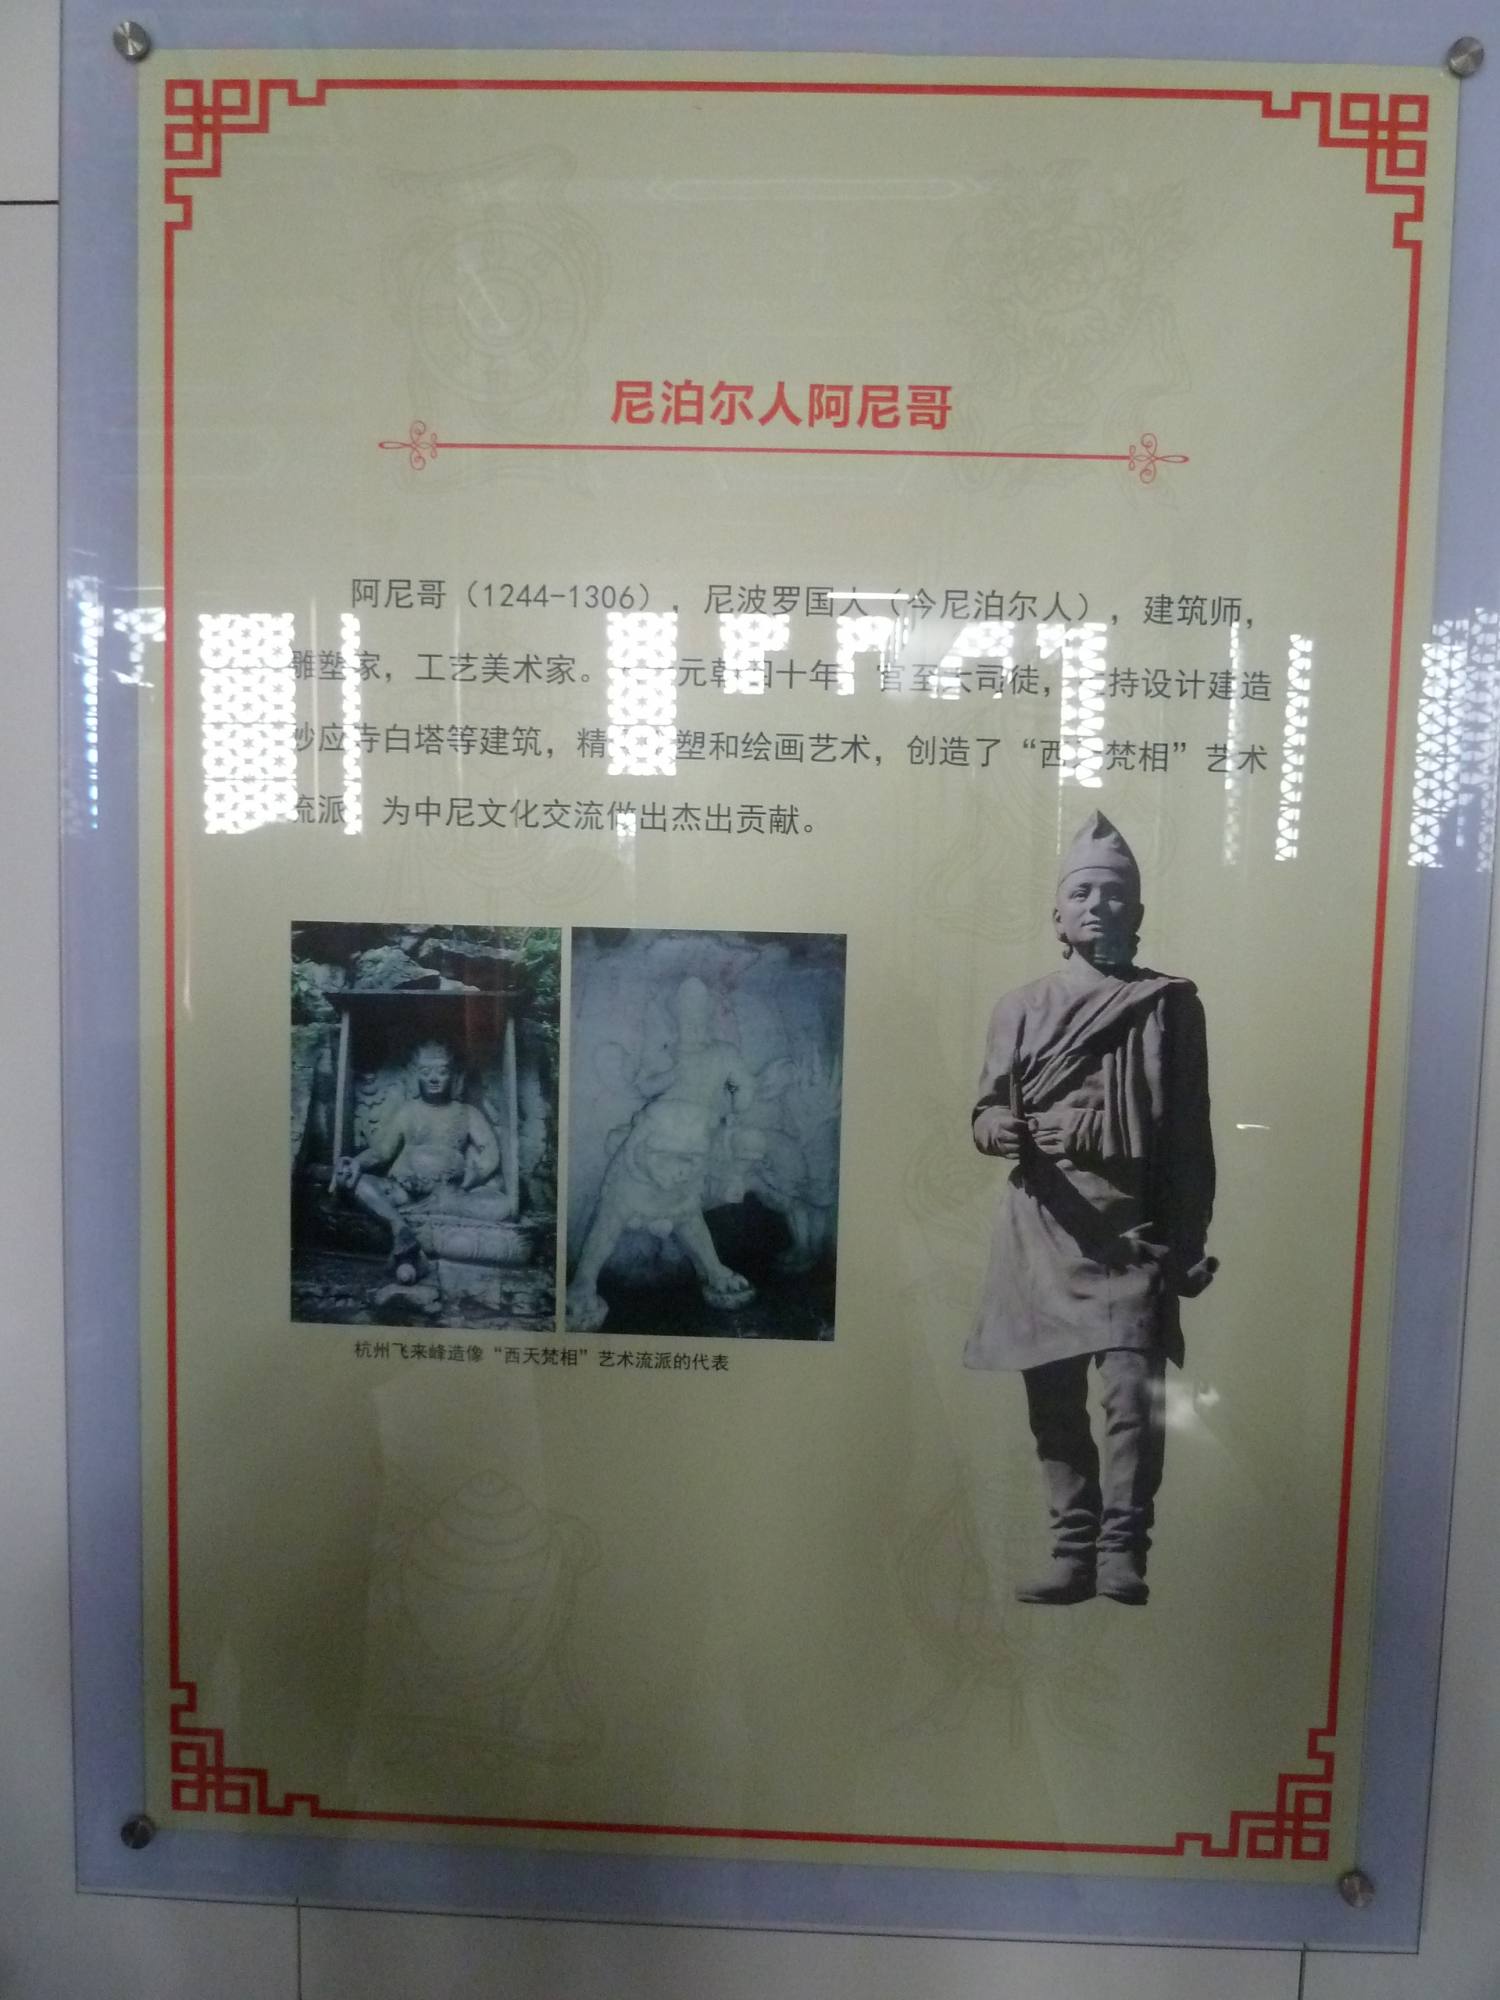 尼泊尔人阿尼哥
阿尼哥（1244-1306），尼波罗国人（今尼泊尔人），建筑师，
雕塑家，工艺美术家。元朝四十年，官至大司徒，持设计建造
妙应寺白塔等建筑，精塑和绘画艺术，创造了“西天梵相”艺术
流派，为中尼文化交流做出杰出贡献。
杭州飞来峰造像“西天梵相”艺术流派的代表